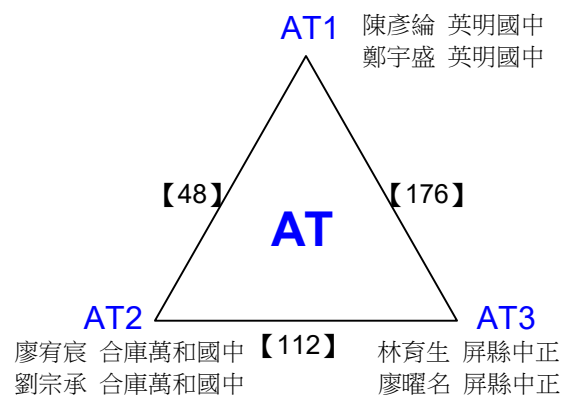 AT1
陳彥綸 英明國中
鄭宇盛 英明國中
【48】
【176】
AT
AT2
AT3
廖宥宸 合庫萬和國中
劉宗承 合庫萬和國中
【112】
林育生 屏縣中正
廖曜名 屏縣中正